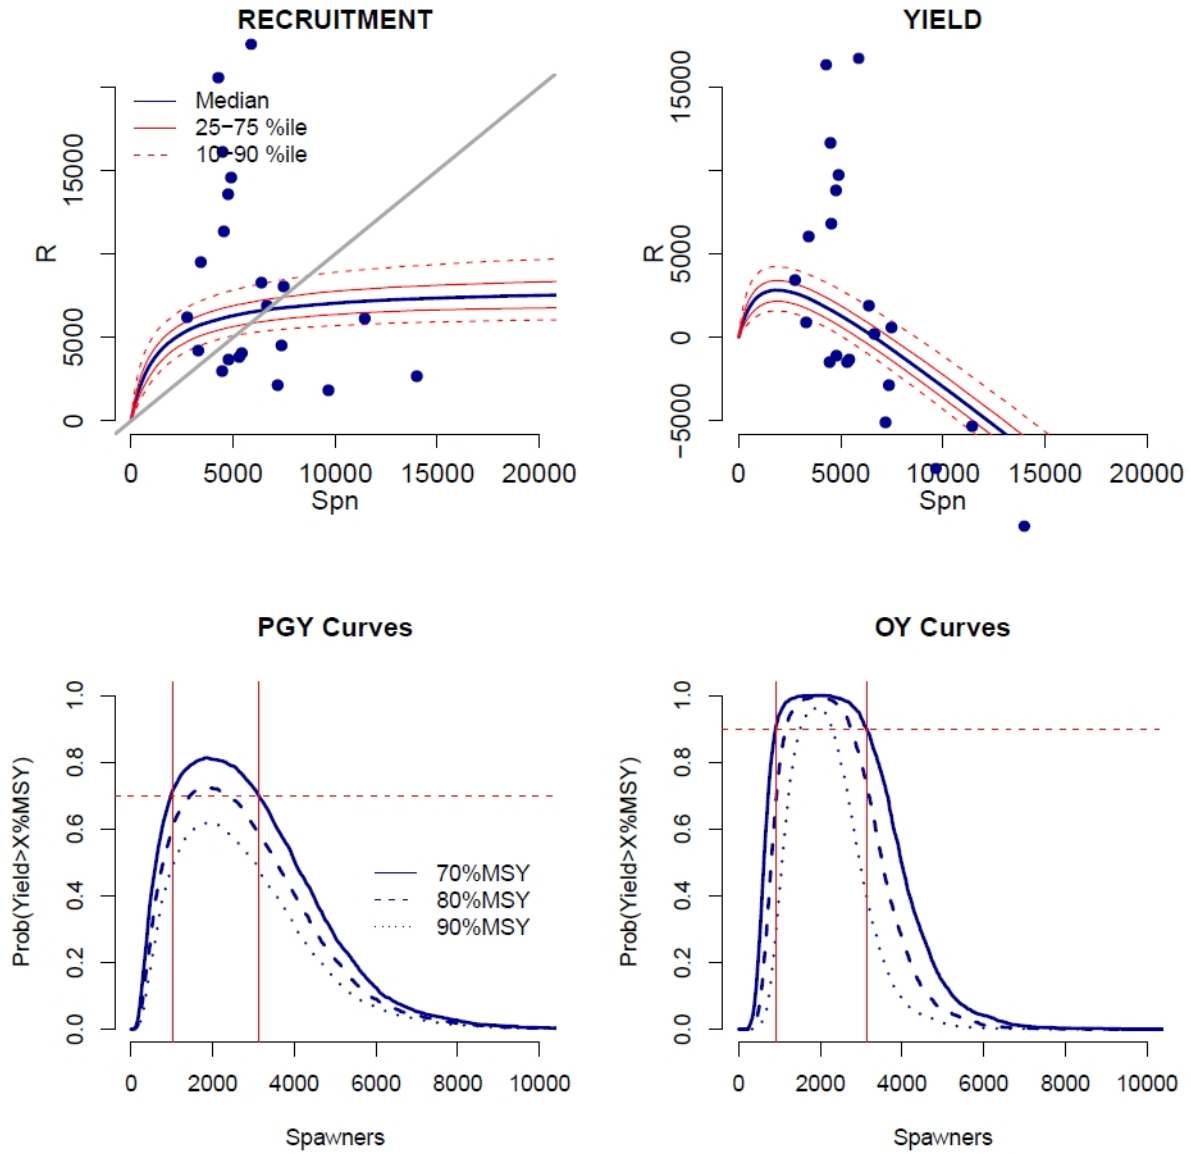 RECRUITMENT
Median
25−75 %ile
10−90 %ile
R
15000
5000
0
0 5000 10000 15000 20000
Spn
YIELD
R
15000
5000
0
−5000
0 5000 10000 15000 20000
Spn
PGY Curves
Prob(Yield>X%MSY)
1.0
0.8
0.6
0.4
0.2
0.0
70%MSY
80%MSY
90%MSY
0 2000 4000 6000 8000 10000
Spawners
OY Curves
Prob(Yield>X%MSY)
1.0
0.8
0.6
0.4
0.2
0.0
0 2000 4000 6000 8000 10000
Spawners